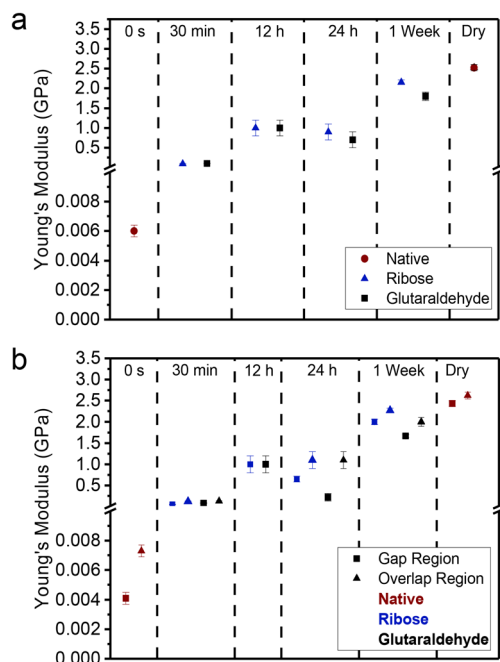 a
0 s 30 min 12 h 24 h 1 Week Dry
3.5
3.0
2.5
2.0
1.5
1.0
0.5
0.008
0.006
0.004
0.002
0.000
Young's Modulus (GPa)
Native
Ribose
Glutaraldehyde
b
0 s 30 min 12 h 24 h 1 Week Dry
3.5
3.0
2.5
2.0
1.5
1.0
0.5
0.008
0.006
0.004
0.002
0.000
Young's Modulus (GPa)
Gap Region
Overlap Region
Native
Ribose
Glutaraldehyde